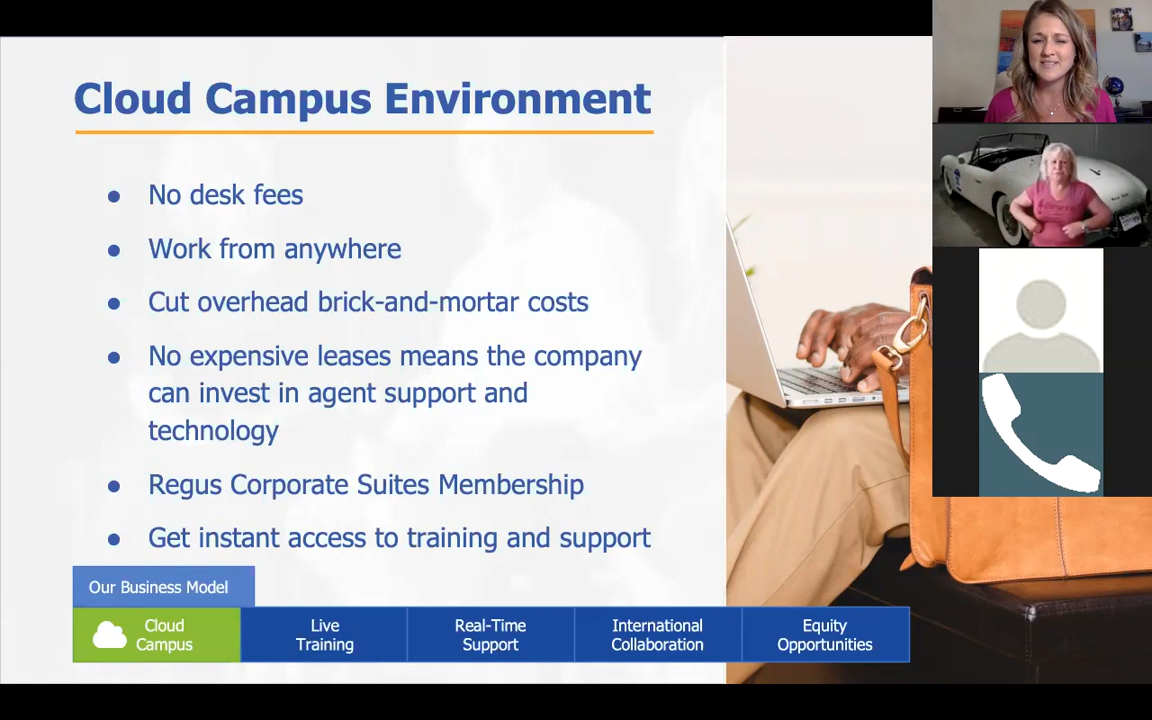 Cloud Campus Environment
● No desk fees
● Work from anywhere
● Cut overhead brick-and-mortar costs
● No expensive leases means the company
can invest in agent support and
technology
● Regus Corporate Suites Membership
● Get instant access to training and support
Our Business Model
Cloud
Campus
Live
Training
Real-Time
Support
International
Collaboration
Equity
Opportunities